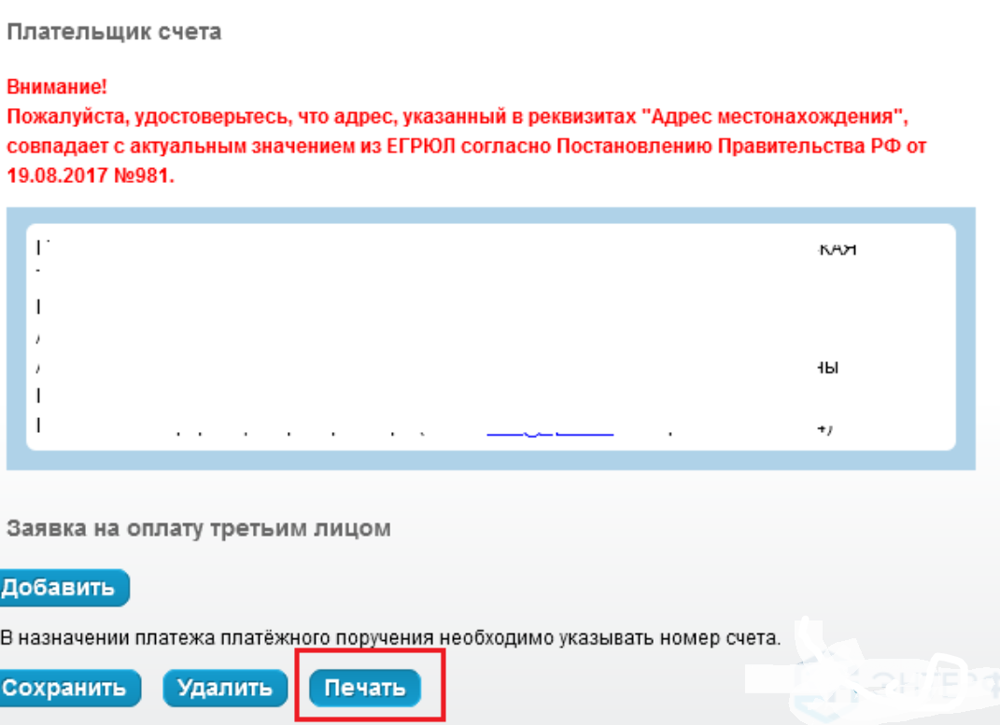 Плательщик счета
Внимание!
Пожалуйста, удостоверьтесь, что адрес, указанный в реквизитах "Адрес местонахождения",
совпадает с актуальным значением из ЕГРЮЛ согласно Постановлению Правительства РФ от
19.08.2017 №981.
Заявка на оплату третьим лицом
Добавить
В назначении платежа платёжного поручения необходимо указывать номер счета.
Сохранить Удалить Печать